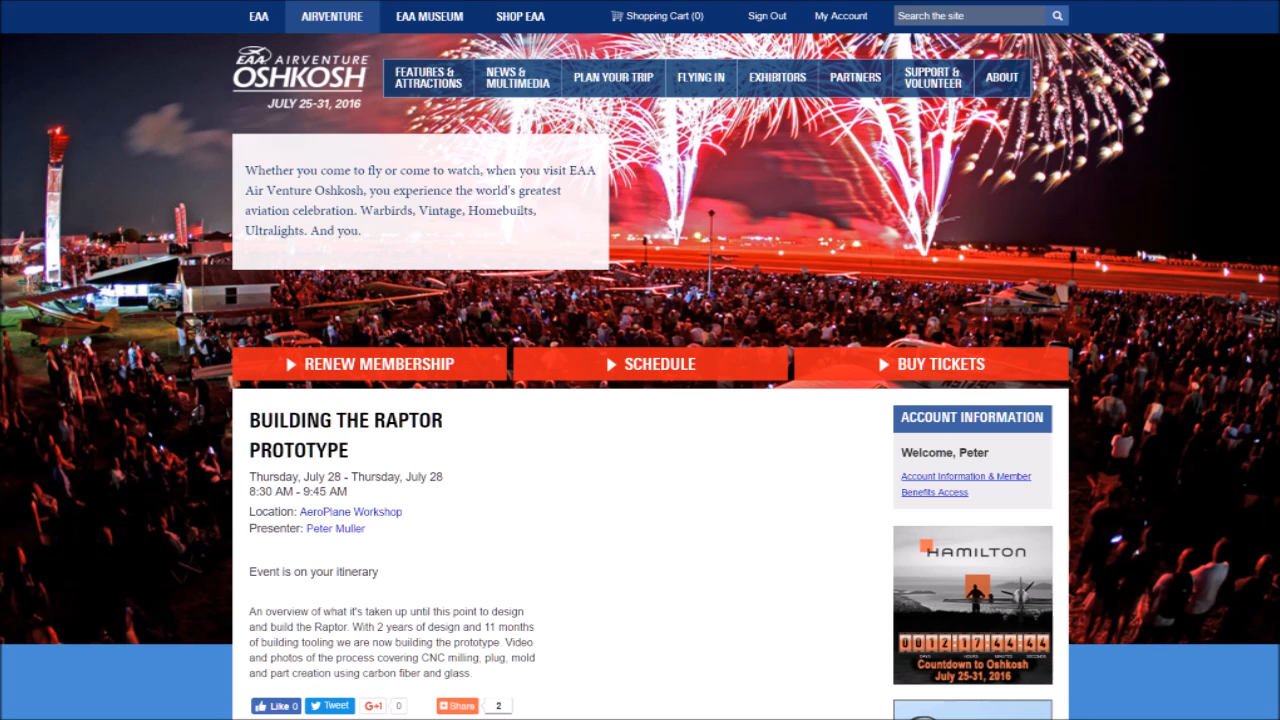 EAA
AIRVENTURE
EAA MUSEUM
SHOP EAA
Shopping Cart (0)
Sign Out
My Account
Search the site
EAA AIRVENTURE
OSHKOSH
JULY 25-31, 2016
FEATURES &
ATTRACTIONS
NEWS &
MULTIMEDIA
PLAN YOUR TRIP
FLYING IN
EXHIBITORS
PARTNERS
SUPPORT &
VOLUNTEER
ABOUT
Whether you come to fly or come to watch, when you visit EAA
Air Venture Oshkosh, you experience the world's greatest
aviation celebration. Warbirds, Vintage, Homebuilts,
Ultralights. And you.
RENEW MEMBERSHIP
SCHEDULE
BUY TICKETS
BUILDING THE RAPTOR
PROTOTYPE
Thursday, July 28 - Thursday, July 28
8:30 AM - 9:45 AM
Location: AeroPlane Workshop
Presenter: Peter Muller
Event is on your itinerary
An overview of what it's taken up until this point to design
and build the Raptor. With 2 years of design and 11 months
of building tooling we are now building the prototype. Video
and photos of the process covering CNC milling, plug, mold
and part creation using carbon fiber and glass.
Like 0
Tweet
G+1
0
Share
2
ACCOUNT INFORMATION
Welcome, Peter
Account Information & Member
Benefits Access
HAMILTON
0012:17:44:44
DAYS HOURS MINUTES SECONDS
Countdown to Oshkosh
July 25-31, 2016